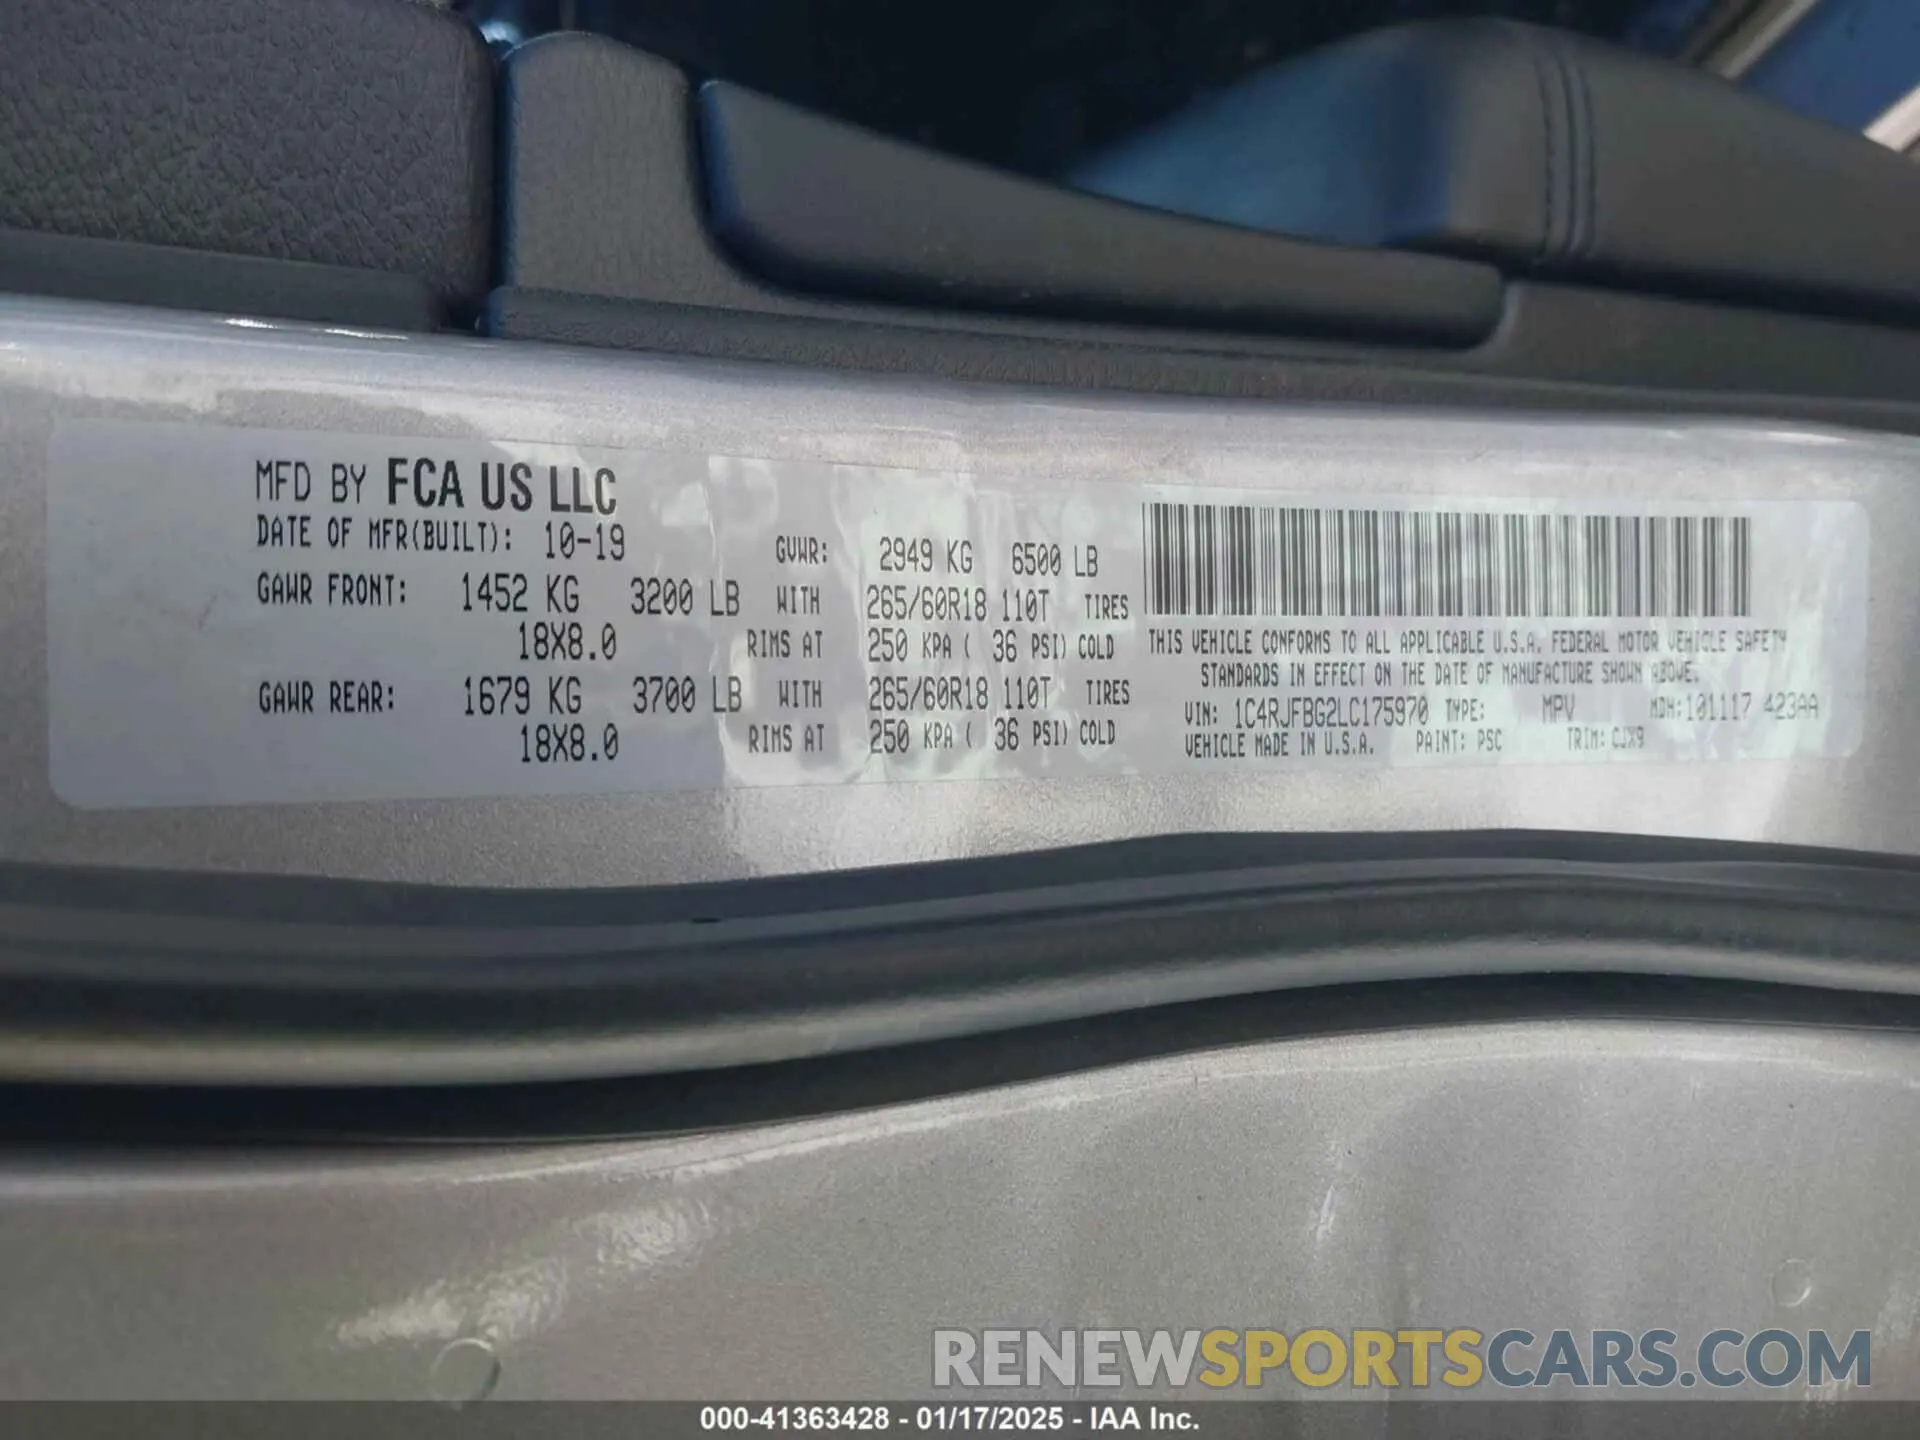 MFD BY FCA US LLC
DATE OF MFR(BUILT): 10-19 GVWR: 2949 KG 6500 LB
GAWR FRONT: 1452 KG 3200 LB WITH 265/60R18 110T TIRES
18X8.0 RIMS AT 250 KPA ( 36 PSI) COLD
GAWR REAR: 1679 KG 3700 LB WITH 265/60R18 110T TIRES
18X8.0 RIMS AT 250 KPA ( 36 PSI) COLD
THIS VEHICLE CONFORMS TO ALL APPLICABLE U.S.A. FEDERAL MOTOR VEHICLE SAFETY
STANDARDS IN EFFECT ON THE DATE OF MANUFACTURE SHOWN ABOVE.
VIN: 1C4RJFBG2LC175970 TYPE: MPV MDH:101117 423AA
VEHICLE MADE IN U.S.A. PAINT: PSC TRIM: CJX9
RENEWSPORTSCARS.COM
000-41363428 - 01/17/2025 - IAA Inc.